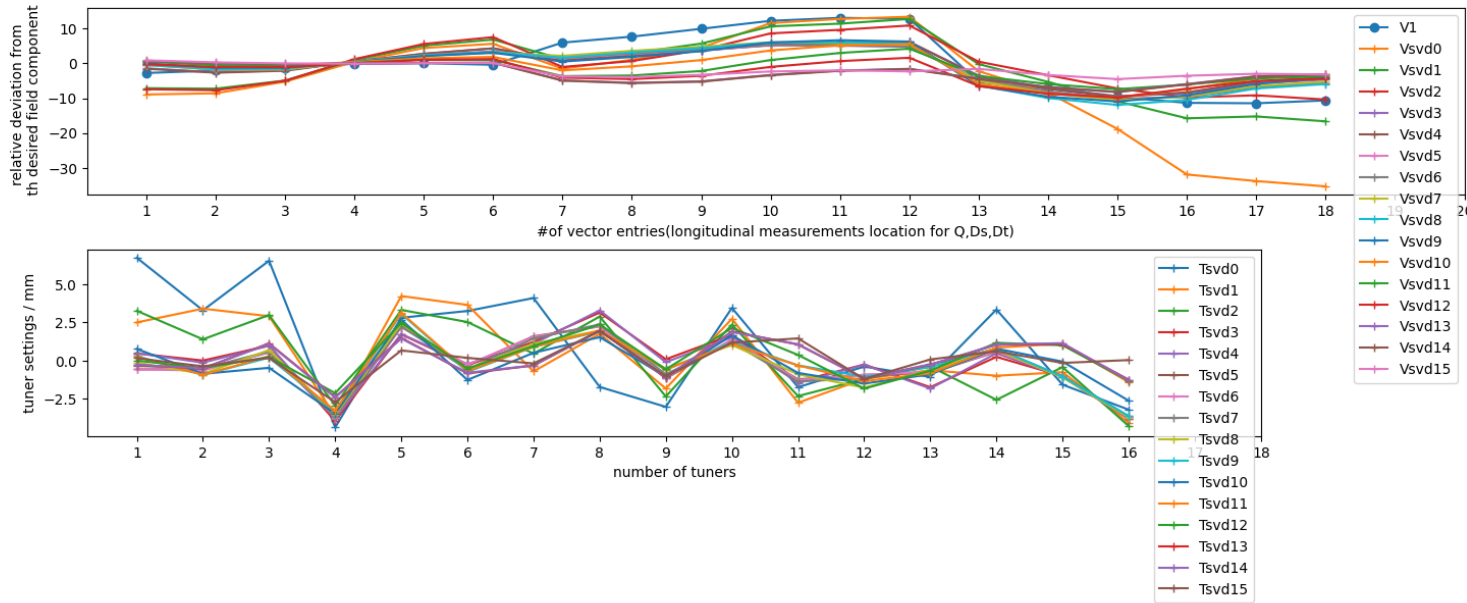 relative deviation from
th desired field component
10
0
−10
−20
−30
1 2 3 4 5 6 7 8 9 10 11 12 13 14 15 16 17 18 19
#of vector entries(longitudinal measurements location for Q,Ds,Dt)
V1
Vsvd0
Vsvd1
Vsvd2
Vsvd3
Vsvd4
Vsvd5
Vsvd6
Vsvd7
Vsvd8
Vsvd9
Vsvd10
Vsvd11
Vsvd12
Vsvd13
Vsvd14
Vsvd15
tuner settings / mm
5.0
2.5
0.0
−2.5
1 2 3 4 5 6 7 8 9 10 11 12 13 14 15 16 17 18
number of tuners
Tsvd0
Tsvd1
Tsvd2
Tsvd3
Tsvd4
Tsvd5
Tsvd6
Tsvd7
Tsvd8
Tsvd9
Tsvd10
Tsvd11
Tsvd12
Tsvd13
Tsvd14
Tsvd15